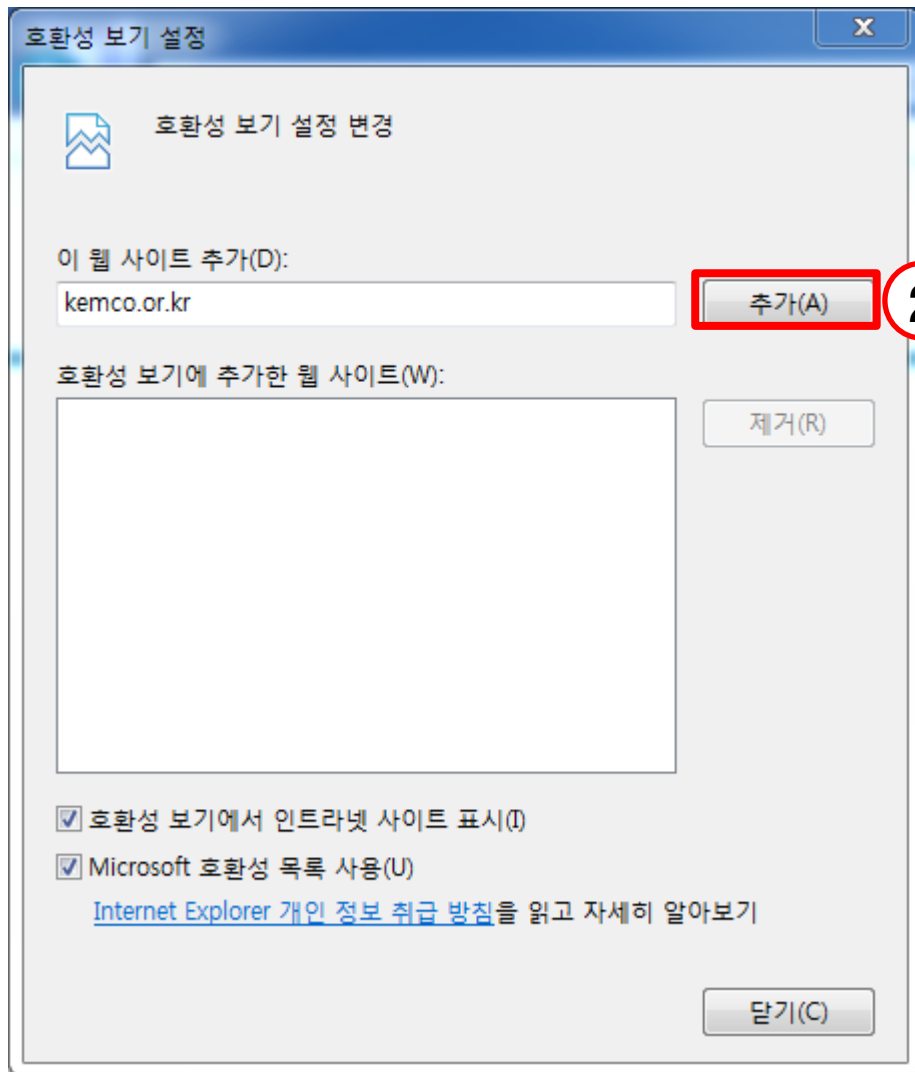 호환성 보기 설정
호환성 보기 설정 변경
이 웹 사이트 추가(D):
kemco.or.kr
추가(A)
2
호환성 보기에 추가한 웹 사이트(W):
제거(R)
호환성 보기에서 인트라넷 사이트 표시(I)
Microsoft 호환성 목록 사용(U)
Internet Explorer 개인 정보 취급 방침을 읽고 자세히 알아보기
닫기(C)